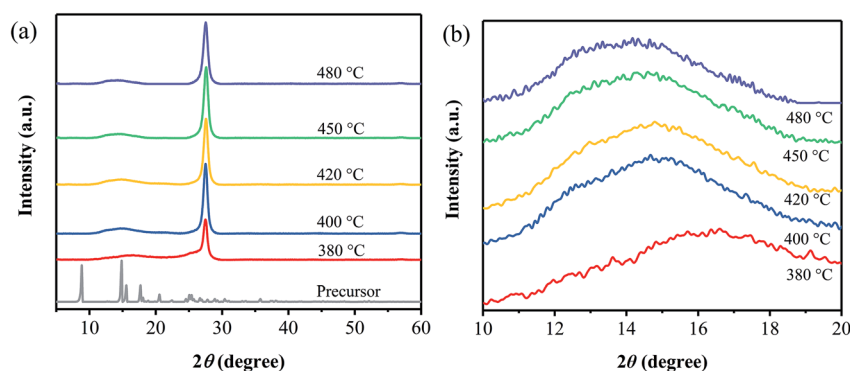 (a)
Intensity (a.u.)
480 °C
450 °C
420 °C
400 °C
380 °C
Precursor
10 20 30 40 50 60
2θ (degree)
(b)
Intensity (a.u.)
480 °C
450 °C
420 °C
400 °C
380 °C
10 12 14 16 18 20
2θ (degree)